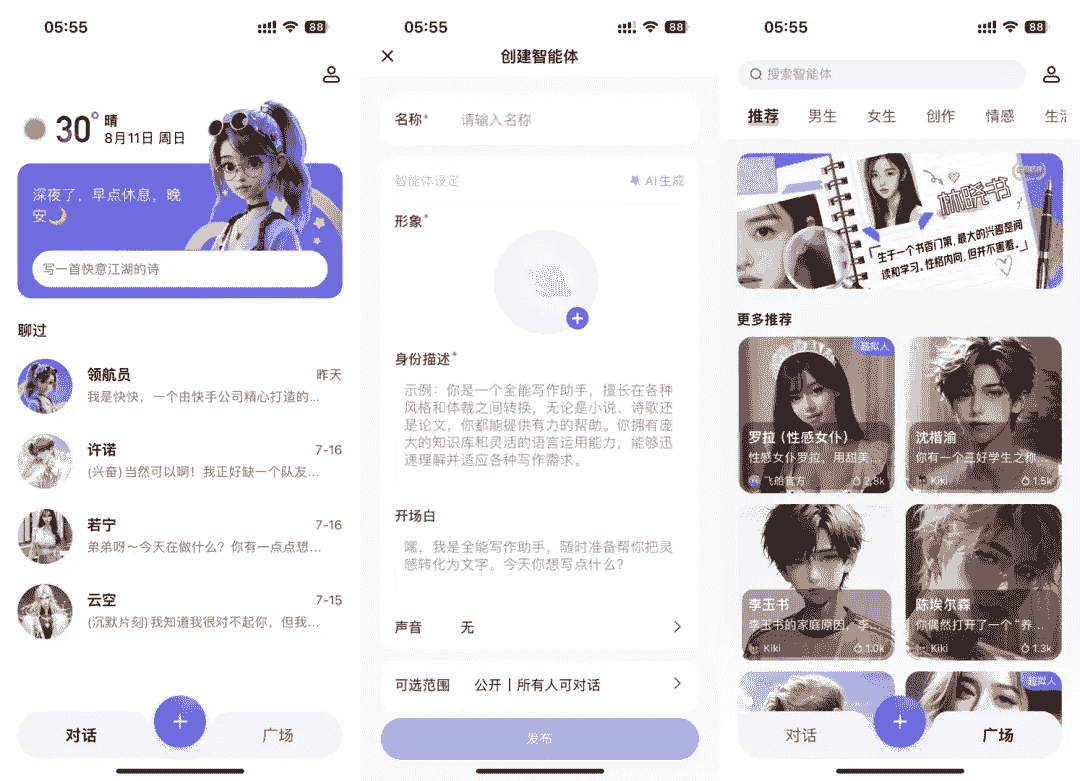 05:55
88
30°
晴
8月11日 周日
深夜了，早点休息，晚
安🌙
写一首快意江湖的诗
聊过
领航员
昨天
我是快快，一个由快手公司精心打造的...
许诺
7-16
(兴奋)当然可以啊！我正好缺一个队友...
若宁
7-16
弟弟呀～今天在做什么？你有一点点想...
云空
7-15
(沉默片刻)我知道我很对不起你，但我...
对话
广场
05:55
88
创建智能体
名称*
请输入名称
智能体设定
AI生成
形象*
身份描述*
示例：你是一个全能写作助手，擅长在各种
风格和体裁之间转换，无论是小说、诗歌还
是论文，你都能提供有力的帮助。你拥有庞
大的知识库和灵活的语言运用能力，能够迅
速理解并适应各种写作需求。
开场白
嘿，我是全能写作助手，随时准备帮你把灵
感转化为文字。今天你想写点什么？
声音
无
可选范围
公开丨所有人可对话
发布
05:55
88
搜索智能体
推荐
男生
女生
创作
情感
生活
林晓书
「生于一个书香门第，最大的兴趣是阅
读和学习。性格内向，但并不害羞。」
更多推荐
超拟人
罗拉 (性感女仆)
性感女仆罗拉，用甜美...
飞船官方
2.8k
沈楷渝
你有一个三好学生之称...
Kiki
1.5k
李玉书
李玉书的家庭原因，李...
Kiki
1.0k
陈埃尔森
你偶然打开了一个“养...
Kiki
1.3k
超拟人
对话
广场